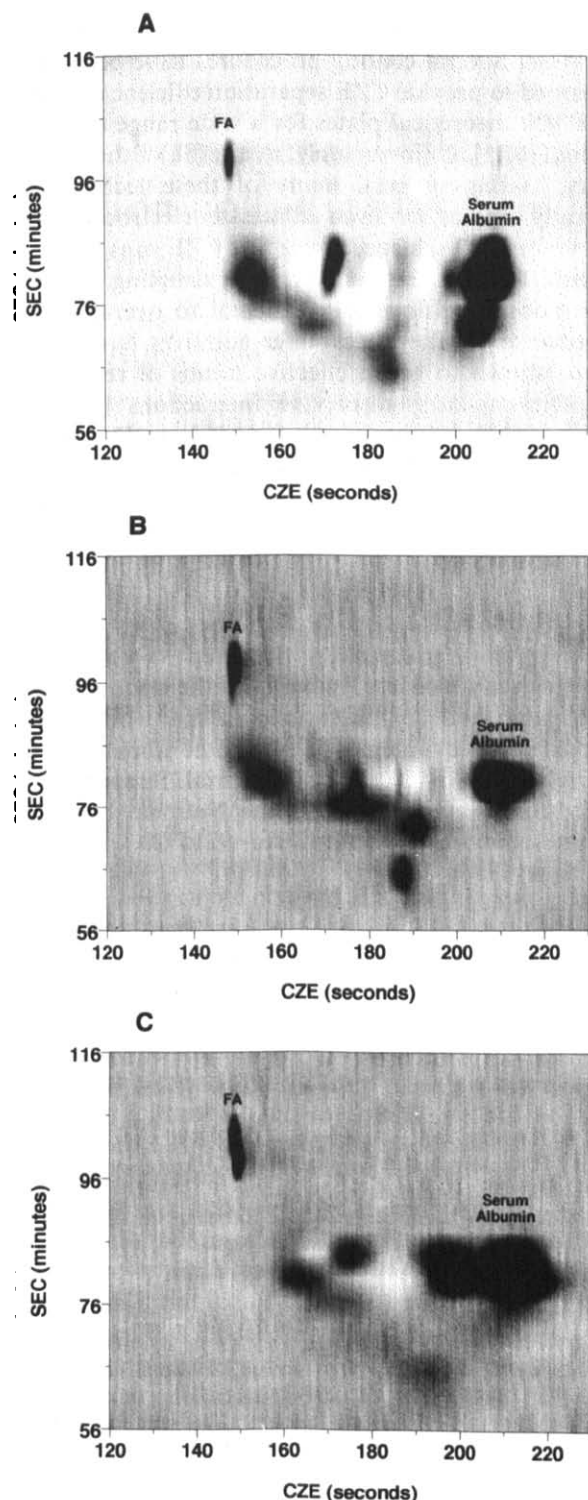 A
116
FA
96
Serum
Albumin
SEC (minutes)
76
56
120 140 160 180 200 220
CZE (seconds)
B
116
FA
96
Serum
Albumin
SEC (minutes)
76
56
120 140 160 180 200 220
CZE (seconds)
C
116
FA
96
Serum
Albumin
SEC (minutes)
76
56
120 140 160 180 200 220
CZE (seconds)